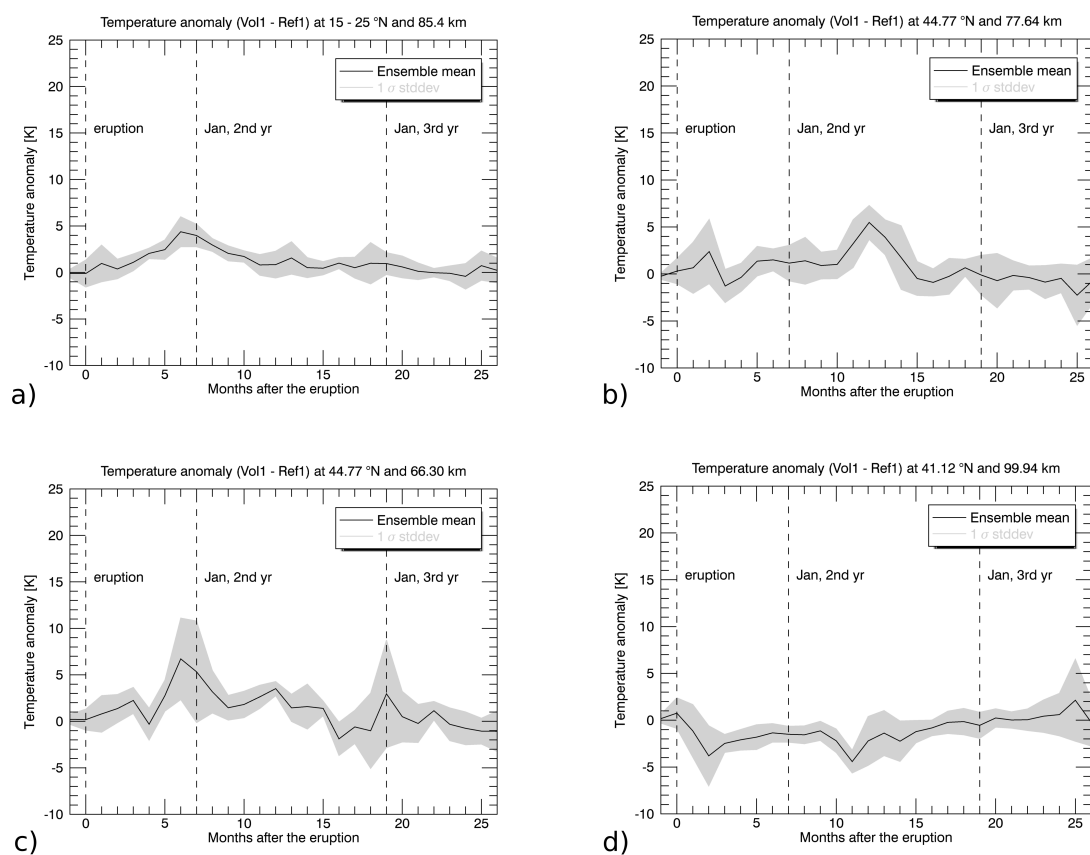 Temperature anomaly (Vol1 - Ref1) at 15 - 25 °N and 85.4 km
Temperature anomaly [K]
25
20
15
10
5
0
-5
-10
Ensemble mean
1 σ stddev
eruption
Jan, 2nd yr
Jan, 3rd yr
0 5 10 15 20 25
Months after the eruption
a)
Temperature anomaly (Vol1 - Ref1) at 44.77 °N and 77.64 km
Temperature anomaly [K]
25
20
15
10
5
0
-5
-10
Ensemble mean
1 σ stddev
eruption
Jan, 2nd yr
Jan, 3rd yr
0 5 10 15 20 25
Months after the eruption
b)
Temperature anomaly (Vol1 - Ref1) at 44.77 °N and 66.30 km
Temperature anomaly [K]
25
20
15
10
5
0
-5
-10
Ensemble mean
1 σ stddev
eruption
Jan, 2nd yr
Jan, 3rd yr
0 5 10 15 20 25
Months after the eruption
c)
Temperature anomaly (Vol1 - Ref1) at 41.12 °N and 99.94 km
Temperature anomaly [K]
25
20
15
10
5
0
-5
-10
Ensemble mean
1 σ stddev
eruption
Jan, 2nd yr
Jan, 3rd yr
0 5 10 15 20 25
Months after the eruption
d)